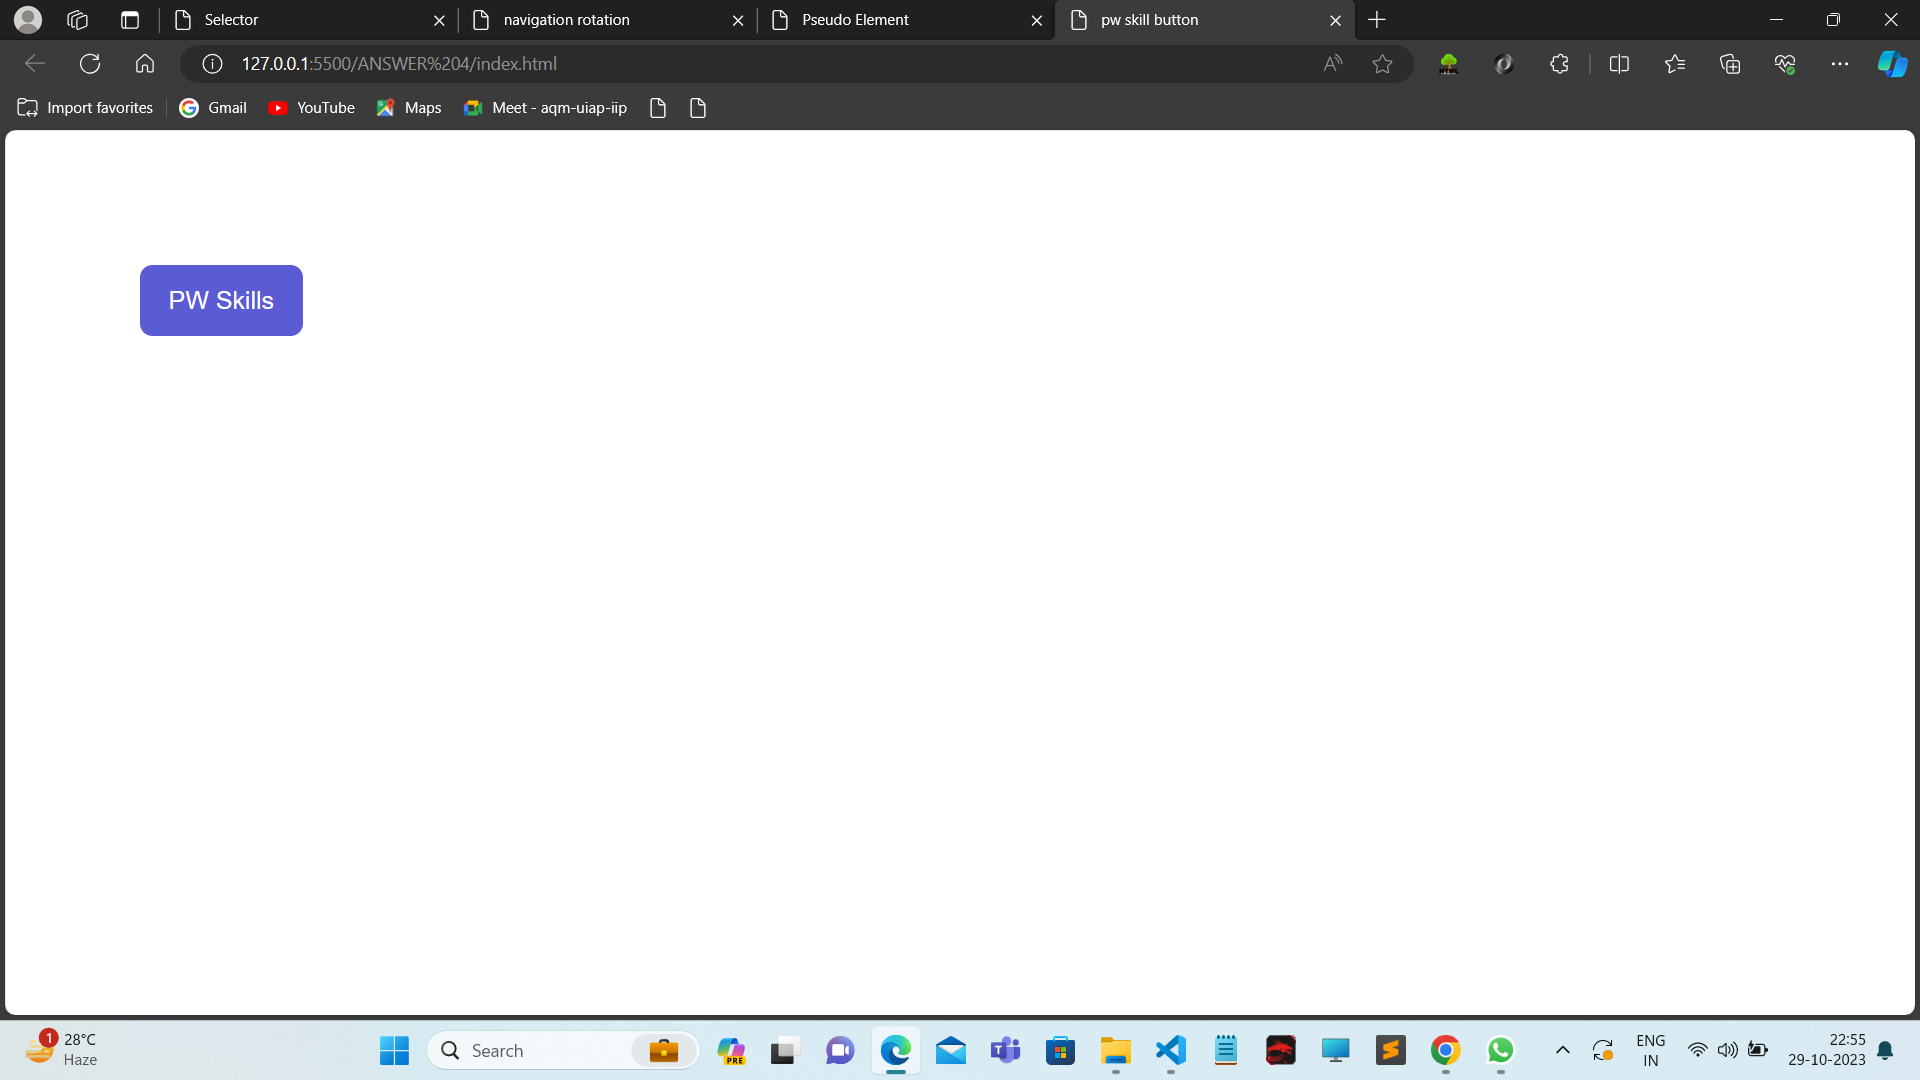 Selector
navigation rotation
Pseudo Element
pw skill button
127.0.0.1:5500/ANSWER%204/index.html
Import favorites
Gmail
YouTube
Maps
Meet - aqm-uiap-iip
PW Skills
1
28°C
Haze
Search
PRE
ENG
IN
22:55
29-10-2023